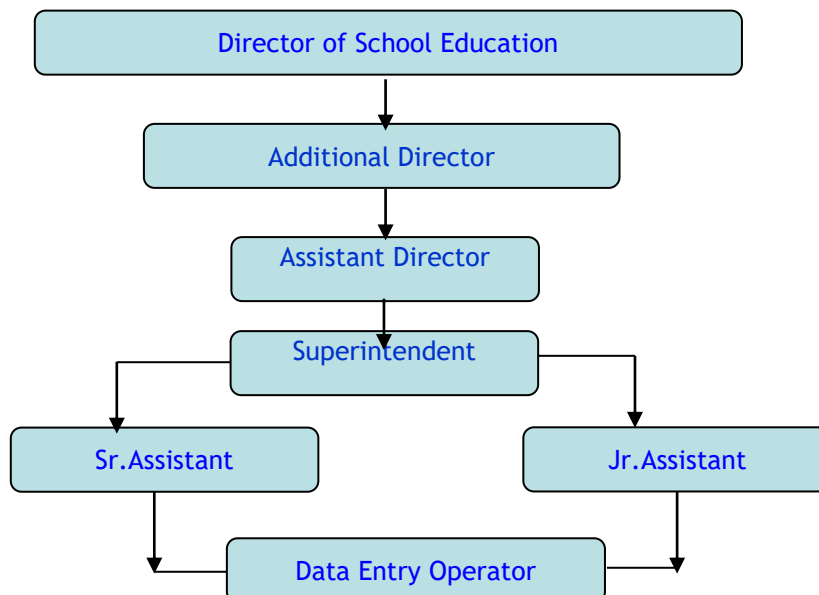 Director of School Education
Additional Director
Assistant Director
Superintendent
Sr.Assistant
Jr.Assistant
Data Entry Operator